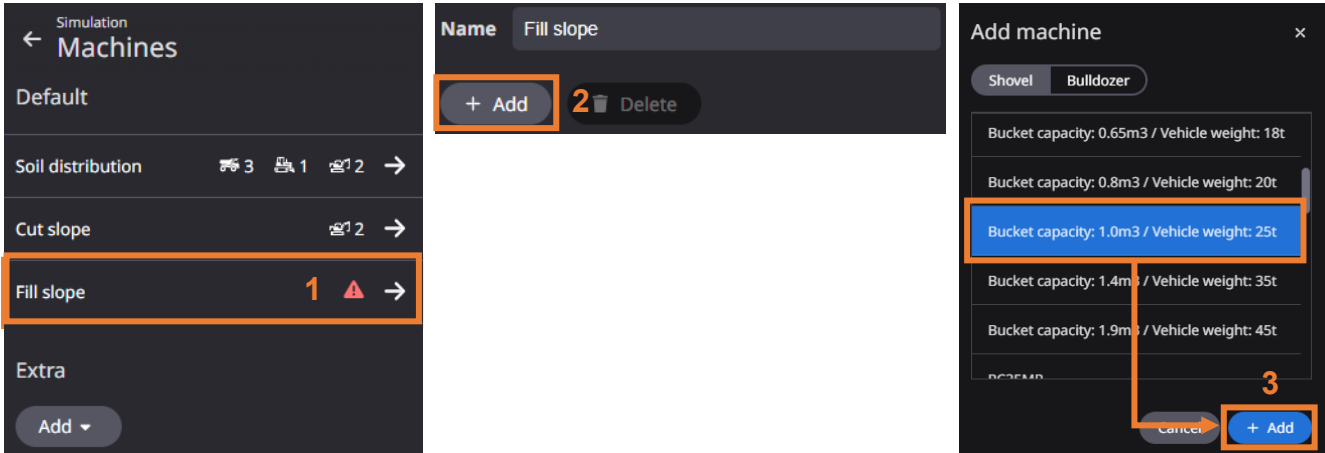 Simulation
Machines
Default
Soil distribution 3 1 2
Cut slope 2
Fill slope 1
Extra
Add
Name Fill slope
+ Add 2 Delete
Add machine ×
Shovel Bulldozer
Bucket capacity: 0.65m3 / Vehicle weight: 18t
Bucket capacity: 0.8m3 / Vehicle weight: 20t
Bucket capacity: 1.0m3 / Vehicle weight: 25t
Bucket capacity: 1.4m3 / Vehicle weight: 35t
Bucket capacity: 1.9m3 / Vehicle weight: 45t
3
Cancel + Add